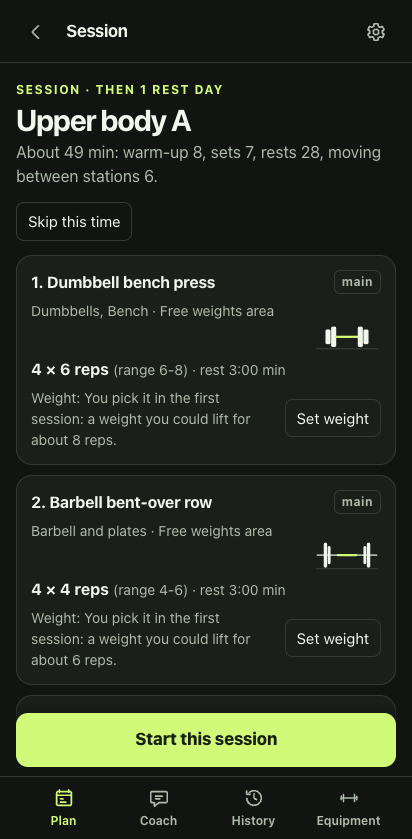 Session
SESSION · THEN 1 REST DAY
Upper body A
About 49 min: warm-up 8, sets 7, rests 28, moving
between stations 6.
Skip this time
1. Dumbbell bench press
main
Dumbbells, Bench · Free weights area
4 × 6 reps (range 6-8) · rest 3:00 min
Weight: You pick it in the first
session: a weight you could lift for
about 8 reps.
Set weight
2. Barbell bent-over row
main
Barbell and plates · Free weights area
4 × 4 reps (range 4-6) · rest 3:00 min
Weight: You pick it in the first
session: a weight you could lift for
about 6 reps.
Set weight
Start this session
Plan
Coach
History
Equipment